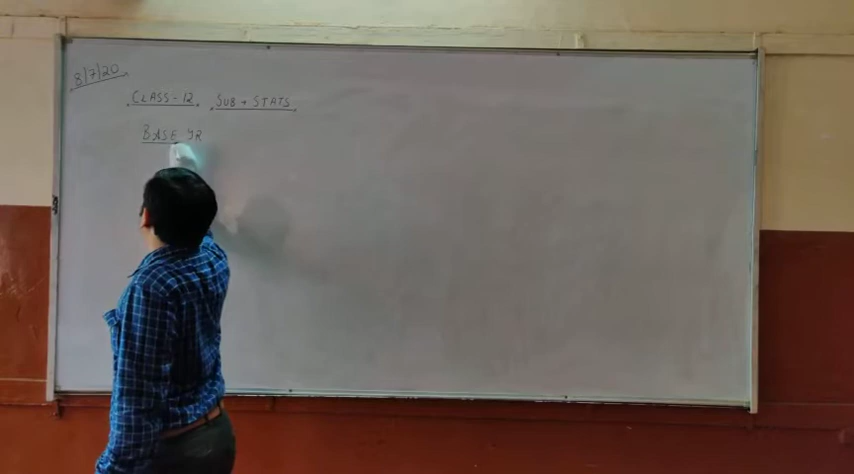 8/7/20
CLASS-12 SUB → STATS
BASE YR